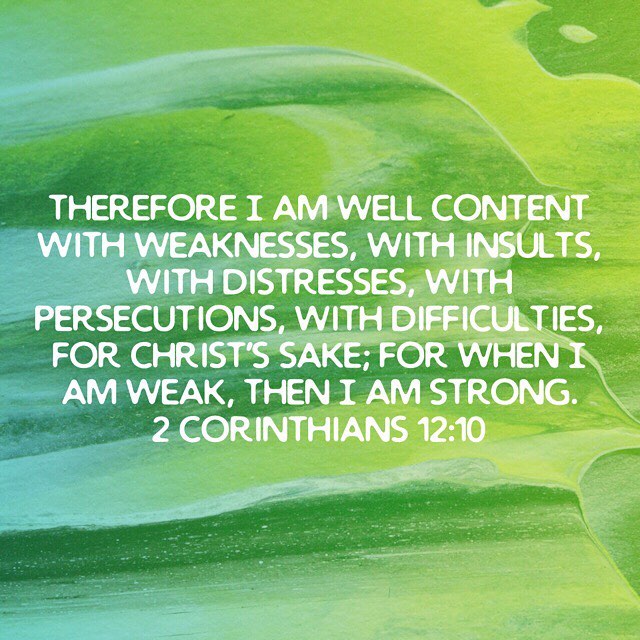 THEREFORE I AM WELL CONTENT
WITH WEAKNESSES, WITH INSULTS,
WITH DISTRESSES, WITH
PERSECUTIONS, WITH DIFFICULTIES,
FOR CHRIST'S SAKE; FOR WHEN I
AM WEAK, THEN I AM STRONG.
2 CORINTHIANS 12:10